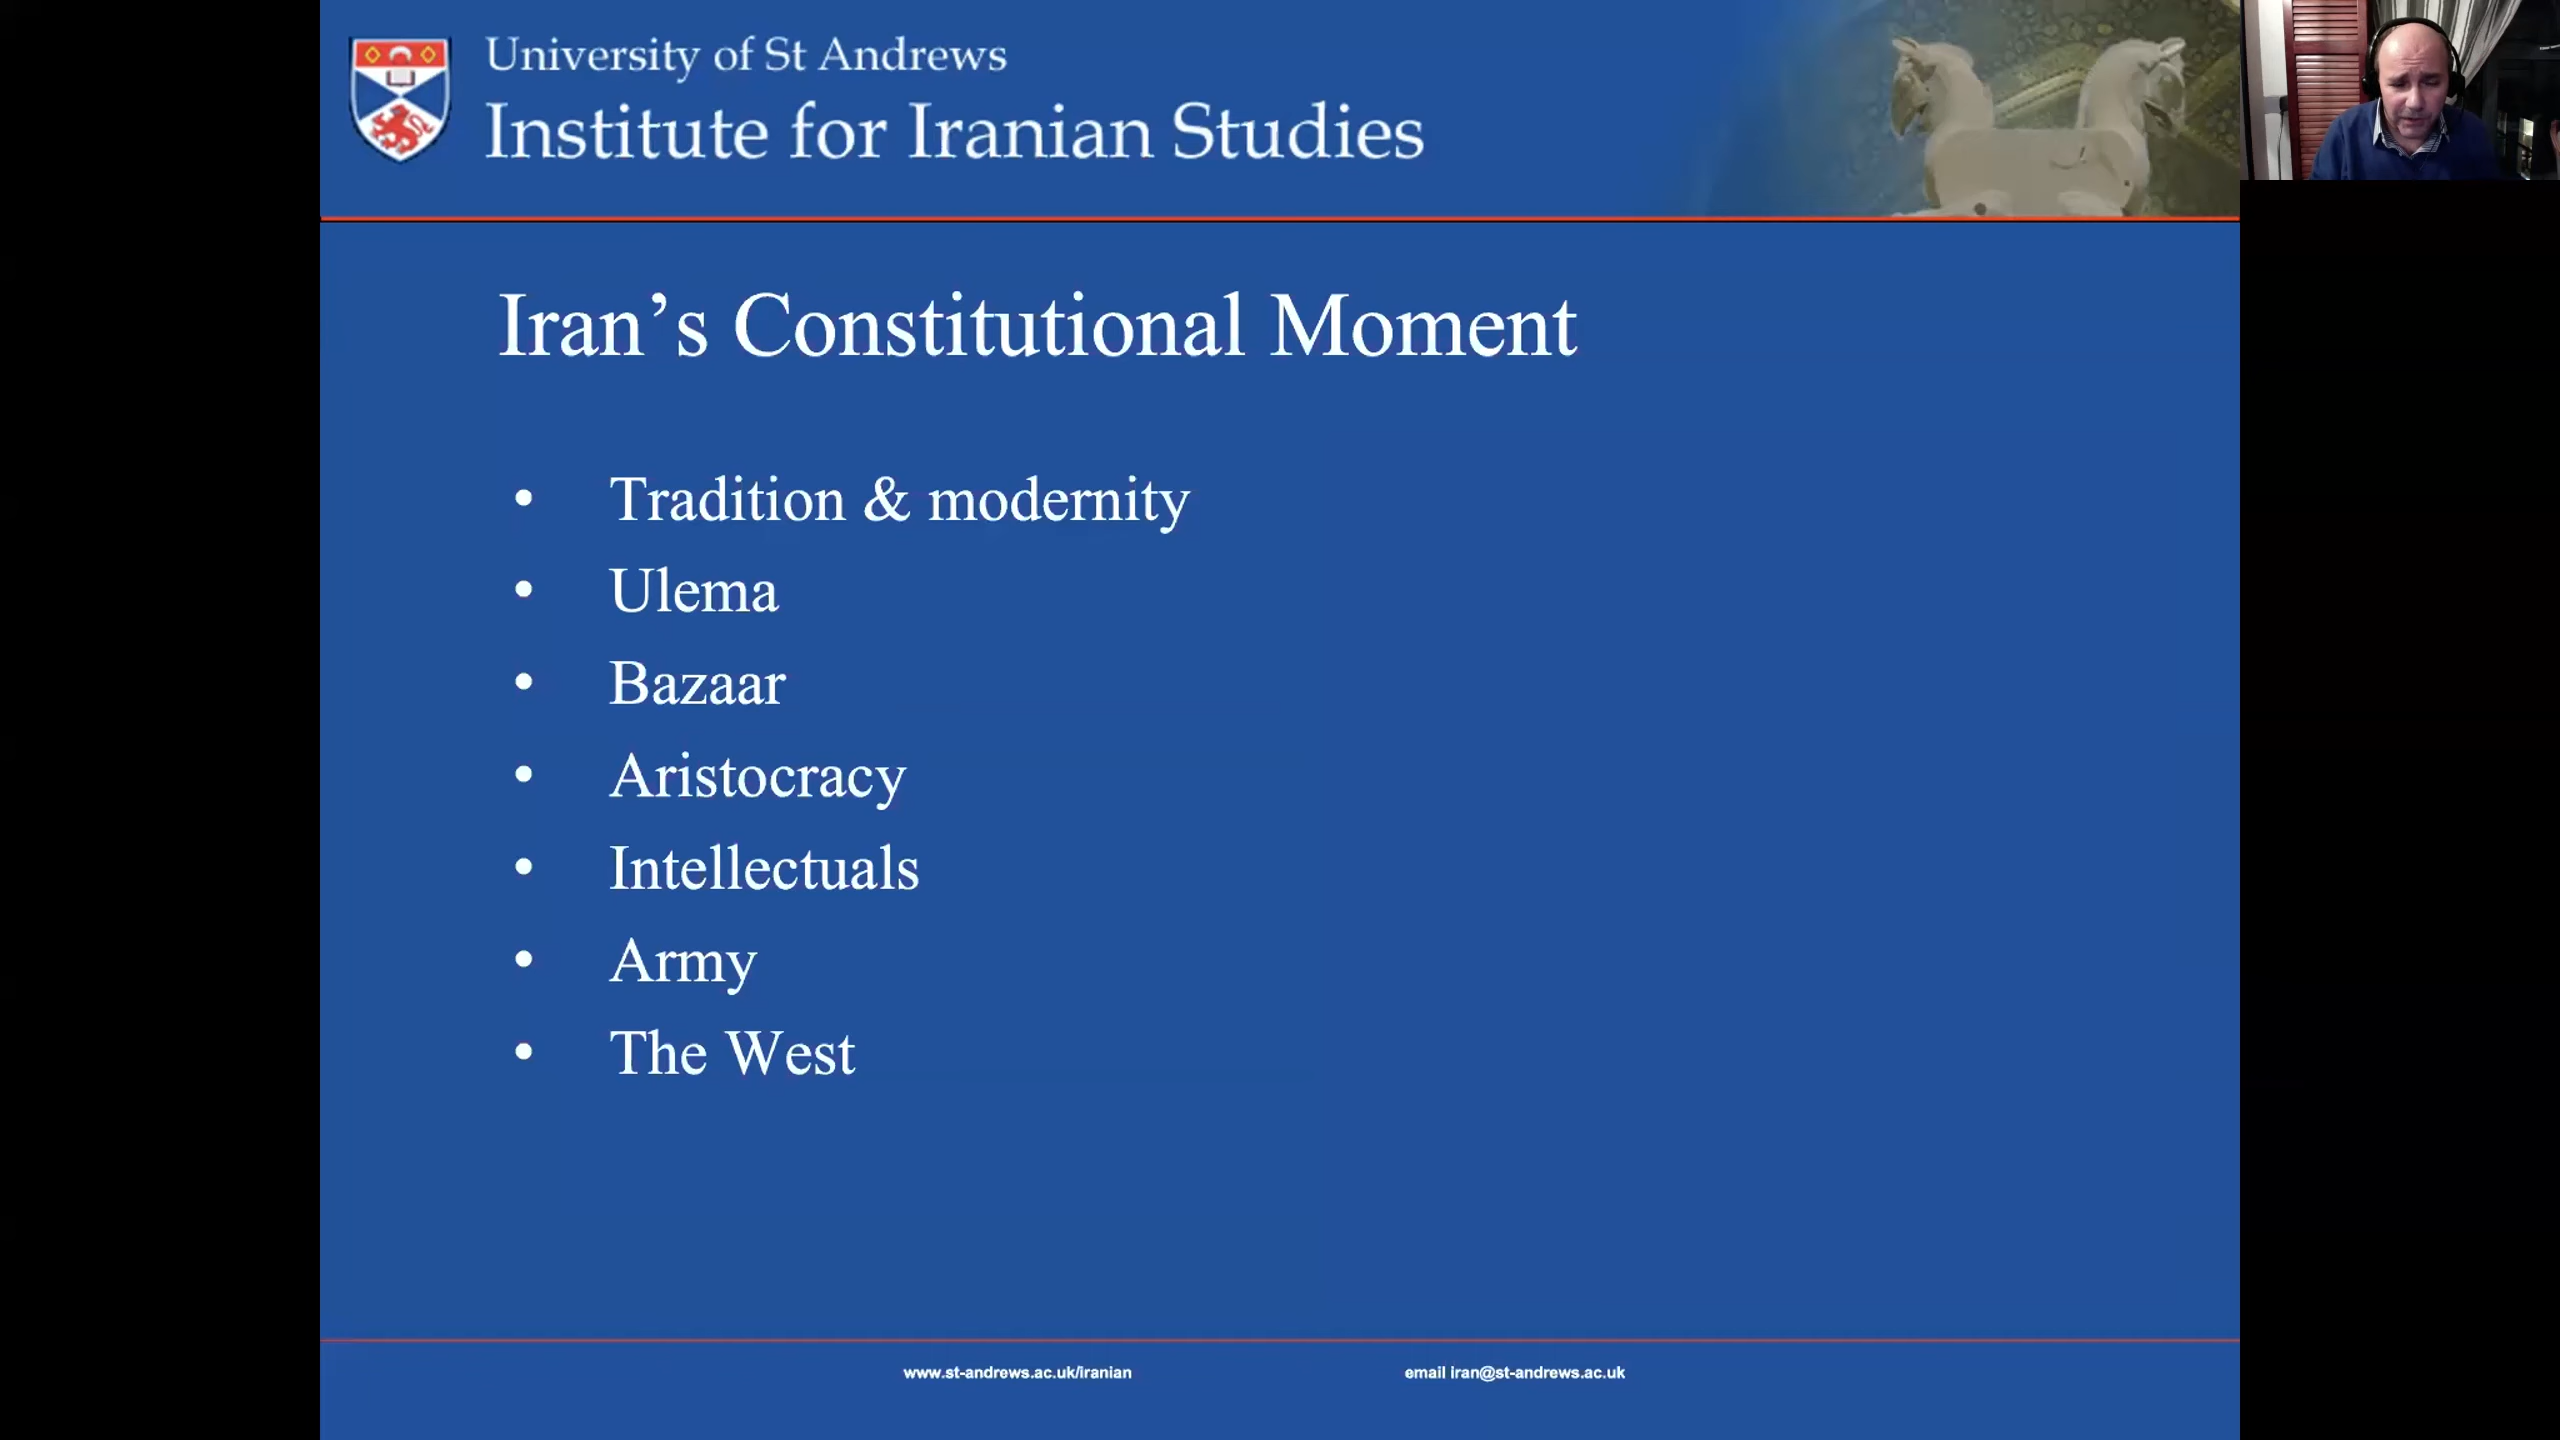 University of St Andrews
Institute for Iranian Studies
Iran’s Constitutional Moment
• Tradition & modernity
• Ulema
• Bazaar
• Aristocracy
• Intellectuals
• Army
• The West
www.st-andrews.ac.uk/iranian
email iran@st-andrews.ac.uk